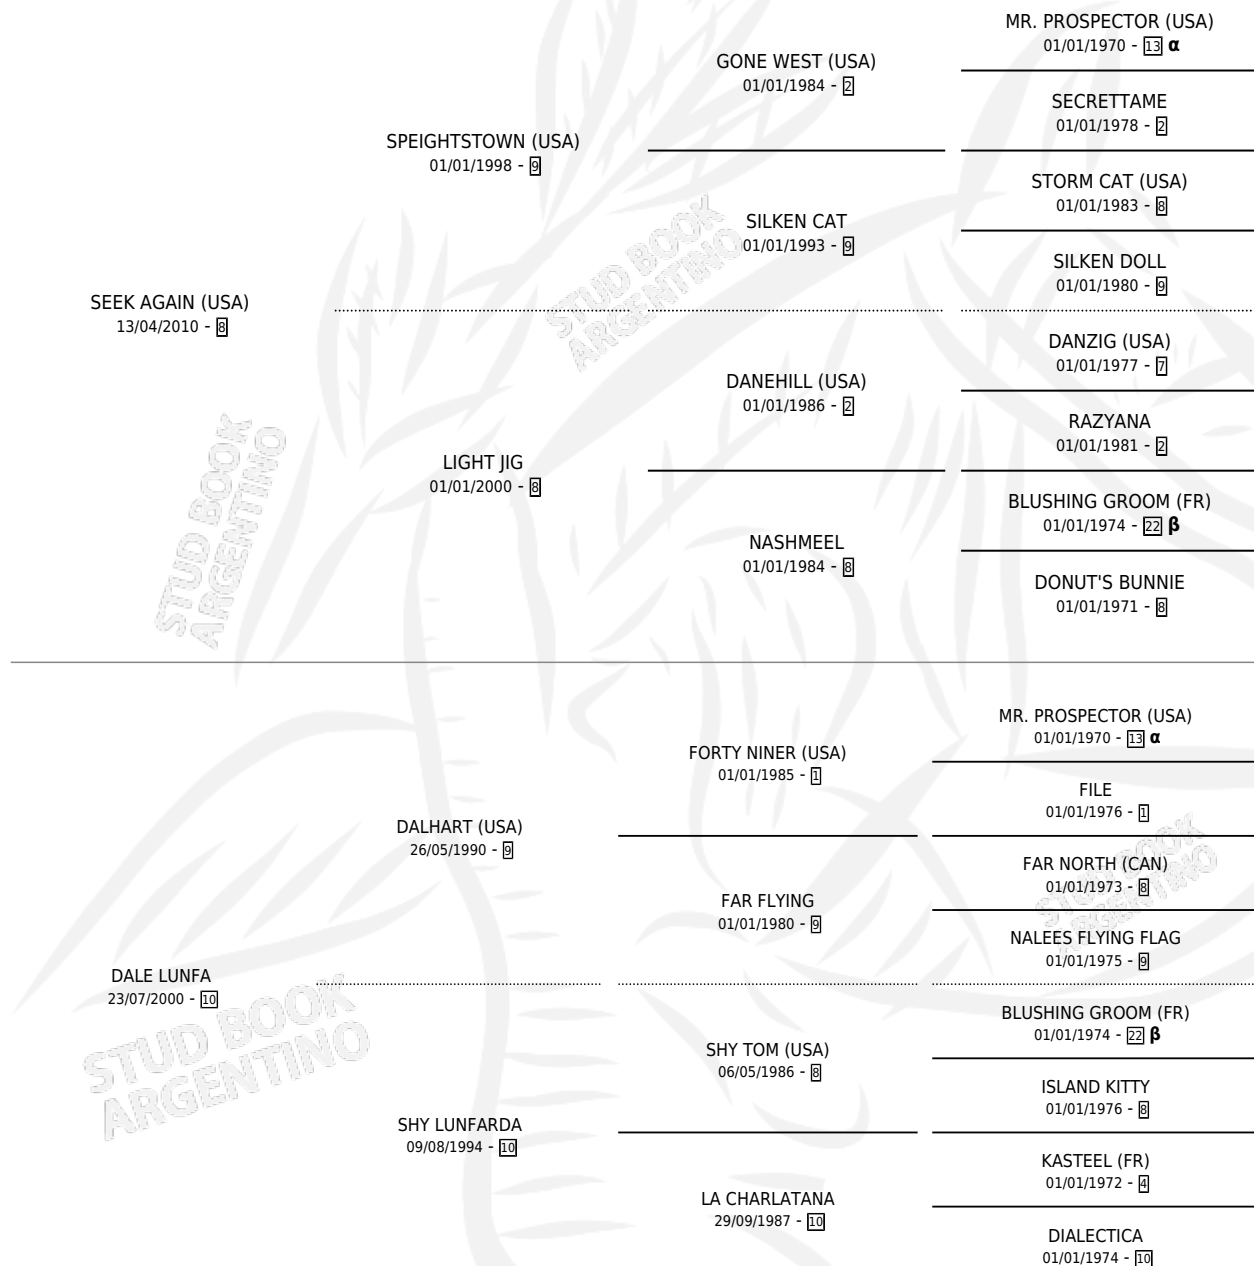 MR. PROSPECTOR (USA)
01/01/1970 - 13 α
GONE WEST (USA)
01/01/1984 - 2
SECRETTAME
01/01/1978 - 2
SPEIGHTSTOWN (USA)
01/01/1998 - 9
STORM CAT (USA)
01/01/1983 - 8
SILKEN CAT
01/01/1993 - 9
SILKEN DOLL
01/01/1980 - 9
SEEK AGAIN (USA)
13/04/2010 - 8
DANZIG (USA)
01/01/1977 - 7
DANEHILL (USA)
01/01/1986 - 2
RAZYANA
01/01/1981 - 2
LIGHT JIG
01/01/2000 - 8
BLUSHING GROOM (FR)
01/01/1974 - 22 β
NASHMEEL
01/01/1984 - 8
DONUT'S BUNNIE
01/01/1971 - 8
MR. PROSPECTOR (USA)
01/01/1970 - 13 α
FORTY NINER (USA)
01/01/1985 - 1
FILE
01/01/1976 - 1
DALHART (USA)
26/05/1990 - 9
FAR NORTH (CAN)
01/01/1973 - 8
FAR FLYING
01/01/1980 - 9
NALEES FLYING FLAG
01/01/1975 - 9
DALE LUNFA
23/07/2000 - 10
BLUSHING GROOM (FR)
01/01/1974 - 22 β
SHY TOM (USA)
06/05/1986 - 8
ISLAND KITTY
01/01/1976 - 8
SHY LUNFARDA
09/08/1994 - 10
KASTEEL (FR)
01/01/1972 - 4
LA CHARLATANA
29/09/1987 - 10
DIALECTICA
01/01/1974 - 10
STUD BOOK
ARGENTINO
STUD BOOK
ARGENTINO
STUD BOOK
ARGENTINO
STUD BOOK
ARGENTINO